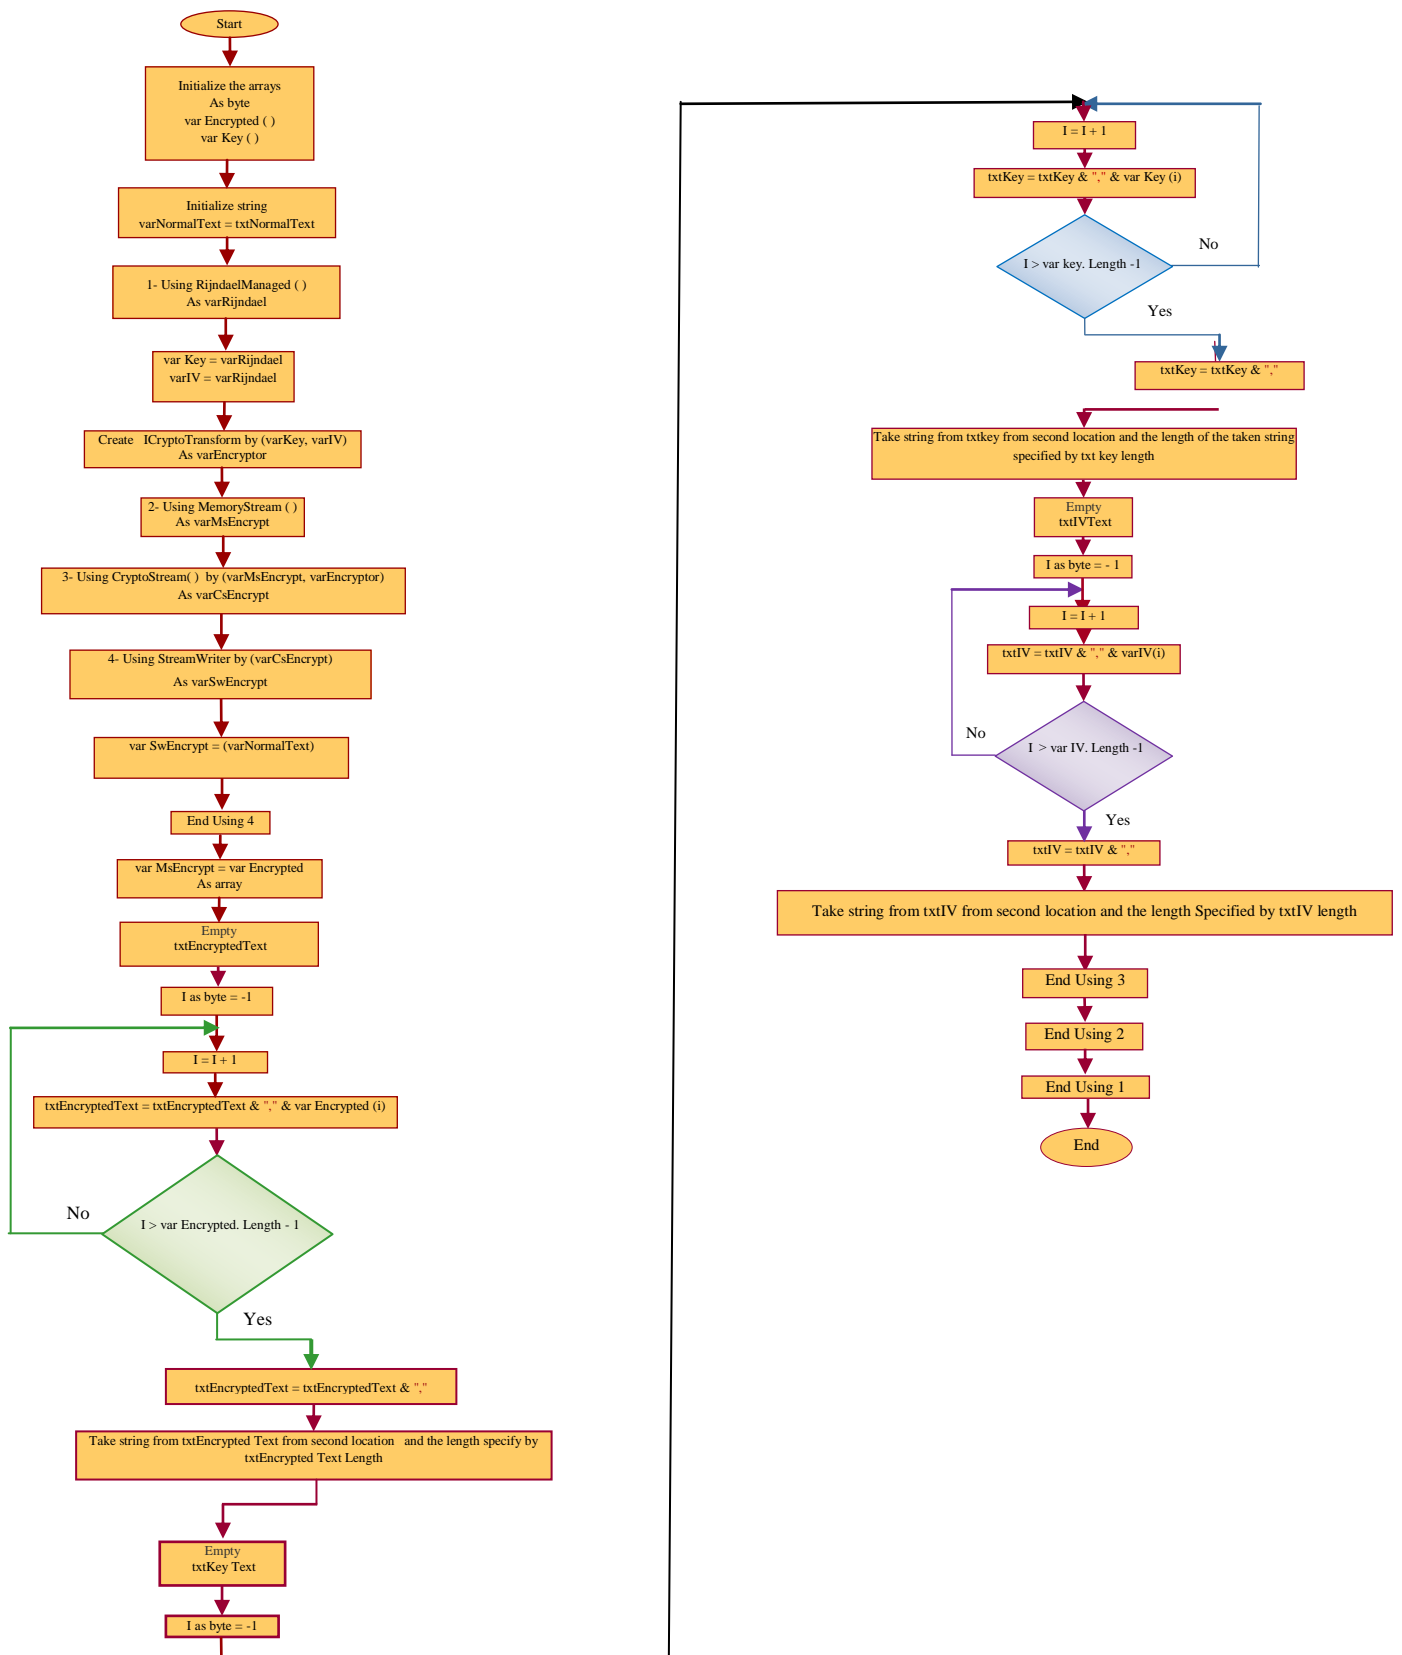 Start
Initialize the arrays
As byte
var Encrypted ( )
var Key ( )
Initialize string
varNormalText = txtNormalText
1- Using RijndaelManaged ( )
As varRijndael
var Key = varRijndael
varIV = varRijndael
Create ICryptoTransform by (varKey, varIV)
As varEncryptor
2- Using MemoryStream ( )
As varMsEncrypt
3- Using CryptoStream( ) by (varMsEncrypt, varEncryptor)
As varCsEncrypt
4- Using StreamWriter by (varCsEncrypt)
As varSwEncrypt
var SwEncrypt = (varNormalText)
End Using 4
var MsEncrypt = var Encrypted
As array
Empty
txtEncryptedText
I as byte = -1
I = I + 1
txtEncryptedText = txtEncryptedText & "," & var Encrypted (i)
I > var Encrypted. Length - 1
No
Yes
txtEncryptedText = txtEncryptedText & ","
Take string from txtEncrypted Text from second location and the length specify by
txtEncrypted Text Length
Empty
txtKey Text
I as byte = -1
I = I + 1
txtKey = txtKey & "," & var Key (i)
I > var key. Length -1
No
Yes
txtKey = txtKey & ","
Take string from txtkey from second location and the length of the taken string
specified by txt key length
Empty
txtIVText
I as byte = - 1
I = I + 1
txtIV = txtIV & "," & varIV(i)
I > var IV. Length -1
No
Yes
txtIV = txtIV & ","
Take string from txtIV from second location and the length Specified by txtIV length
End Using 3
End Using 2
End Using 1
End